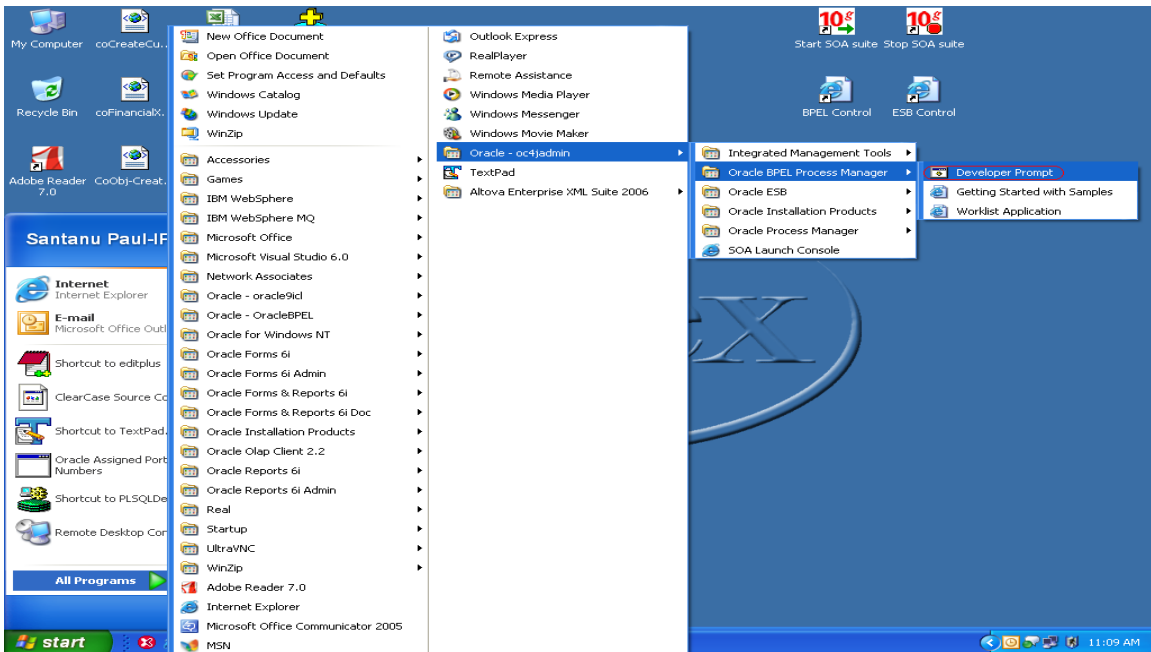 My Computer
coCreateCu...
Start SOA suite
Stop SOA suite
Recycle Bin
coFinancialX.
BPEL Control
ESB Control
Adobe Reader 7.0
CoObj-Creat.
Santanu Paul-IF
Internet
Internet Explorer
E-mail
Microsoft Office Outl
Shortcut to editplus
ClearCase Source Co
Shortcut to TextPad.
Oracle Assigned Port
Numbers
Shortcut to PLSQLDe
Remote Desktop Con
All Programs
New Office Document
Open Office Document
Set Program Access and Defaults
Windows Catalog
Windows Update
WinZip
Accessories
Games
IBM WebSphere
IBM WebSphere MQ
Microsoft Office
Microsoft Visual Studio 6.0
Network Associates
Oracle - oracle9icl
Oracle - OracleBPEL
Oracle for Windows NT
Oracle Forms 6i
Oracle Forms 6i Admin
Oracle Forms & Reports 6i
Oracle Forms & Reports 6i Doc
Oracle Installation Products
Oracle Olap Client 2.2
Oracle Reports 6i
Oracle Reports 6i Admin
Real
Startup
UltraVNC
WinZip
Adobe Reader 7.0
Internet Explorer
Microsoft Office Communicator 2005
MSN
Outlook Express
RealPlayer
Remote Assistance
Windows Media Player
Windows Messenger
Windows Movie Maker
Oracle - oc4jadmin
TextPad
Altova Enterprise XML Suite 2006
Integrated Management Tools
Oracle BPEL Process Manager
Oracle ESB
Oracle Installation Products
Oracle Process Manager
SOA Launch Console
Developer Prompt
Getting Started with Samples
Worklist Application
start
11:09 AM